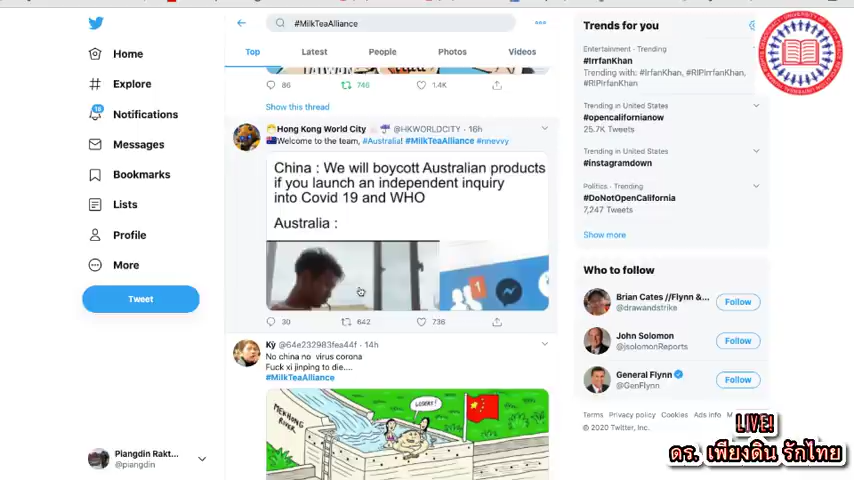 #MilkTeaAlliance
Top
Latest
People
Photos
Videos
86
746
1.4K
Show this thread
Home
Explore
Notifications
Messages
Bookmarks
Lists
Profile
More
Tweet
Piangdin Rakt...
@piangdin
Hong Kong World City @HKWORLDCITY · 16h
Welcome to the team, #Australia! #MilkTeaAlliance #nnevvy
China : We will boycott Australian products
if you launch an independent inquiry
into Covid 19 and WHO
Australia :
1
30
642
736
Kỳ @64e232983fea44f · 14h
No china no virus corona
Fuck xi jinping to die....
#MilkTeaAlliance
MEKHONG
RIVER
LOSERS!
Trends for you
Entertainment · Trending
#IrrfanKhan
Trending with: #IrfanKhan, #RIPIrrfanKhan,
#RIPIrfanKhan
Trending in United States
#opencalifornianow
25.7K Tweets
Trending in United States
#instagramdown
Politics · Trending
#DoNotOpenCalifornia
7,247 Tweets
Show more
Who to follow
Brian Cates //Flynn &...
@drawandstrike
Follow
John Solomon
@jsolomonReports
Follow
General Flynn
@GenFlynn
Follow
Terms Privacy policy Cookies Ads info
© 2020 Twitter, Inc.
LIVE!
ดร. เพียงดิน รักไทย